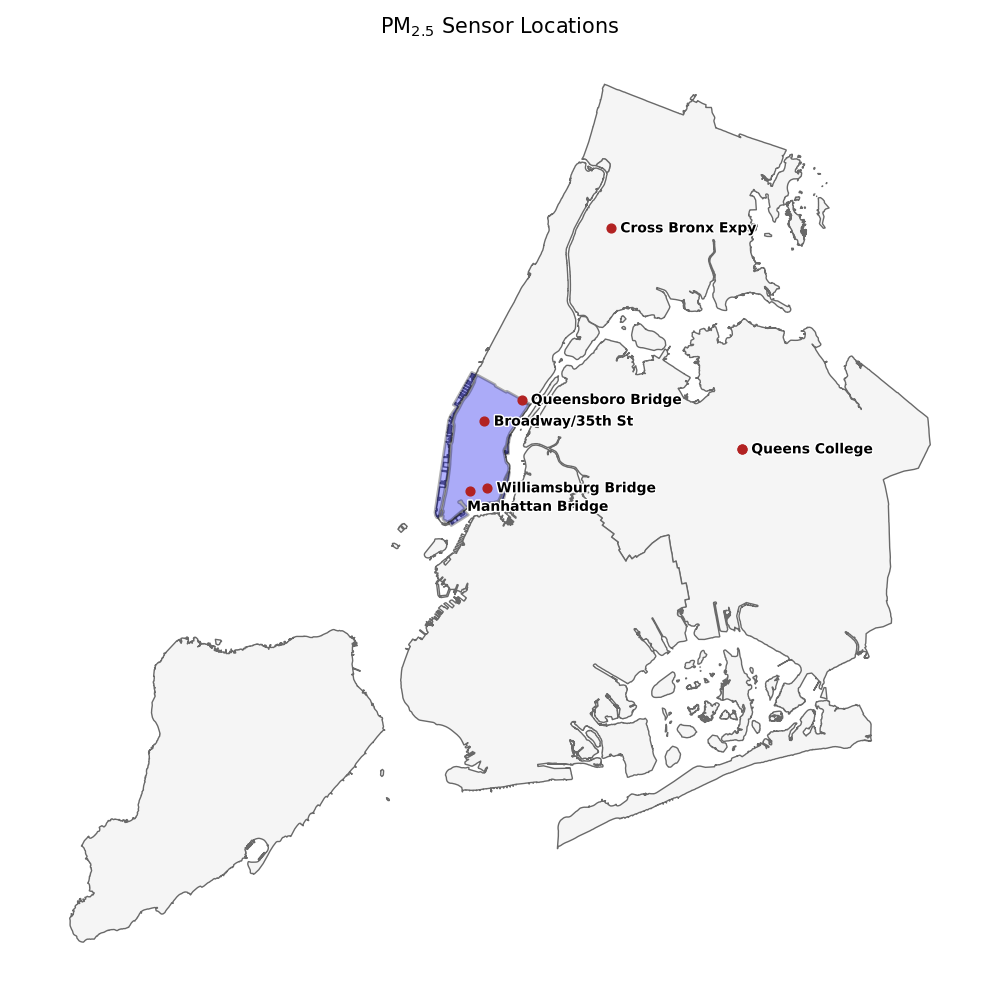 PM2.5 Sensor Locations
Cross Bronx Expy
Queensboro Bridge
Broadway/35th St
Queens College
Williamsburg Bridge
Manhattan Bridge